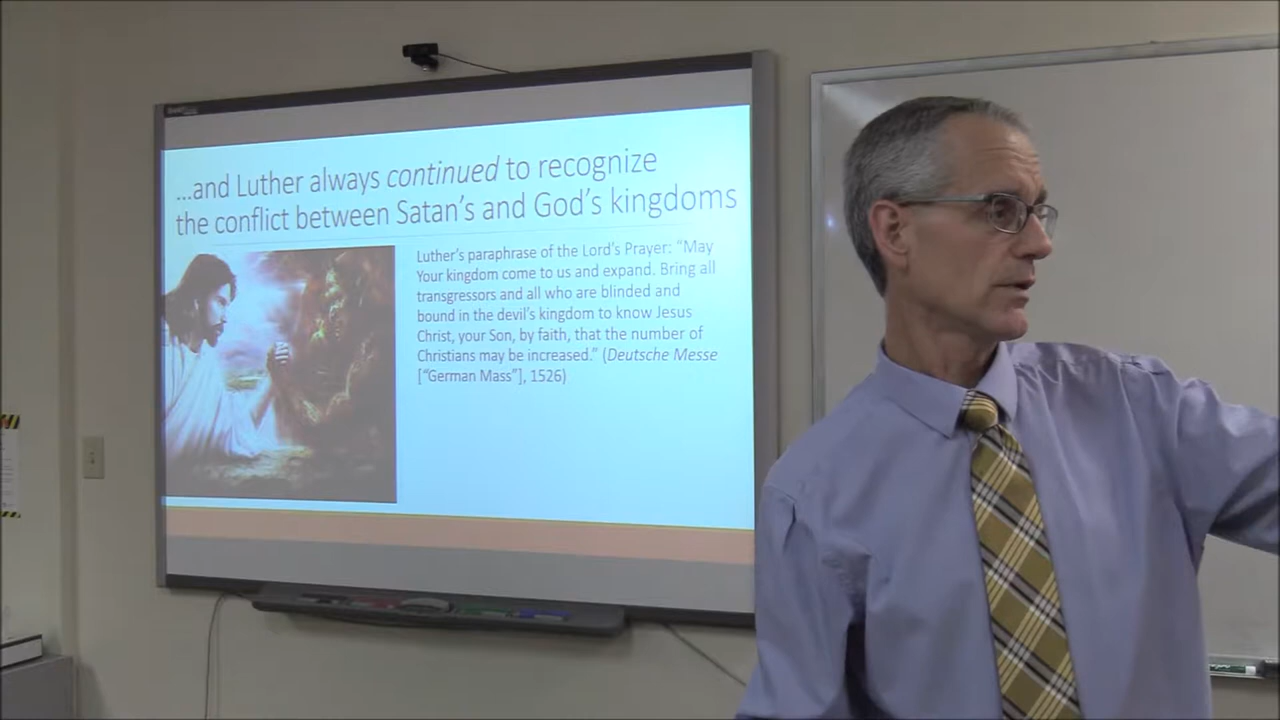 ...and Luther always continued to recognize
the conflict between Satan's and God's kingdoms
Luther's paraphrase of the Lord's Prayer: “May
Your kingdom come to us and expand. Bring all
transgressors and all who are blinded and
bound in the devil's kingdom to know Jesus
Christ, your Son, by faith, that the number of
Christians may be increased.” (Deutsche Messe
[“German Mass”], 1526)